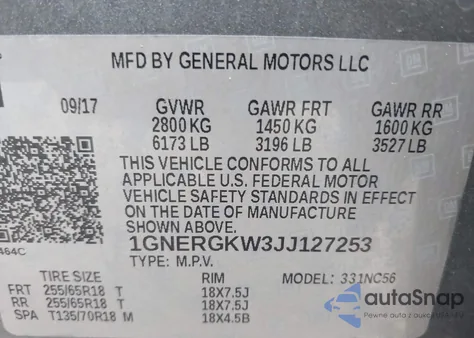 MFD BY GENERAL MOTORS LLC
09/17 GVWR GAWR FRT GAWR RR
2800 KG 1450 KG 1600 KG
6173 LB 3196 LB 3527 LB
THIS VEHICLE CONFORMS TO ALL
APPLICABLE U.S. FEDERAL MOTOR
VEHICLE SAFETY STANDARDS IN EFFECT
ON THE DATE OF MANUFACTURE
SHOWN ABOVE.
464C 1GNERGKW3JJ127253
TYPE: M.P.V.
TIRE SIZE RIM MODEL: 331NC56
FRT 255/65R18 T 18X7.5J
RR 255/65R18 T 18X7.5J
SPA T135/70R18 M 18X4.5B
autoSnap